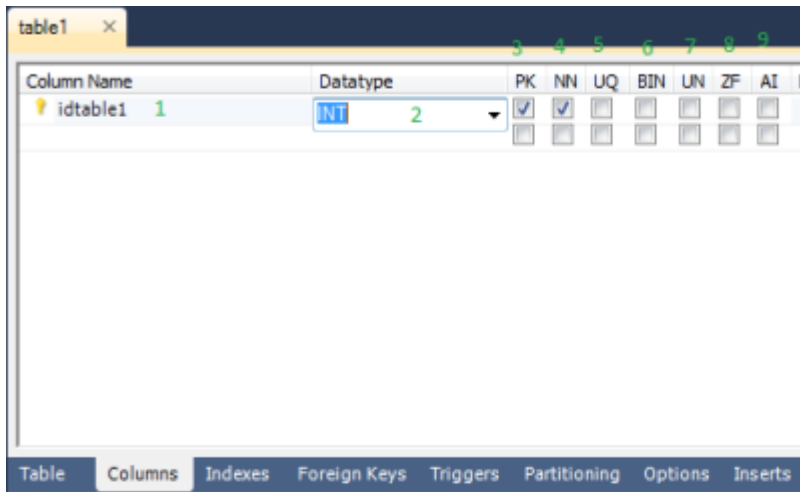 table1 ×
3 4 5 6 7 8 9
Column Name Datatype PK NN UQ BIN UN ZF AI
idtable1 1 INT 2
Table Columns Indexes Foreign Keys Triggers Partitioning Options Inserts